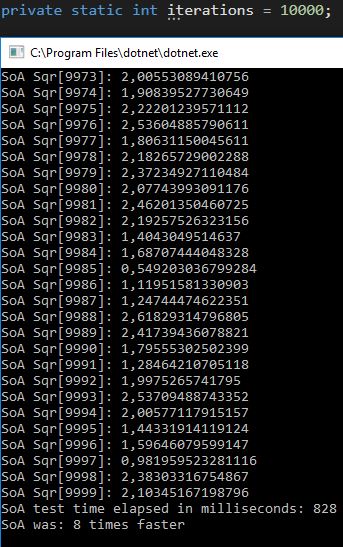 private static int iterations = 10000;
C:\Program Files\dotnet\dotnet.exe
SoA Sqr[9973]: 2,00553089410756
SoA Sqr[9974]: 1,90839527730649
SoA Sqr[9975]: 2,22201239571112
SoA Sqr[9976]: 2,53604885790611
SoA Sqr[9977]: 1,80631150045611
SoA Sqr[9978]: 2,18265729002288
SoA Sqr[9979]: 2,37234927110484
SoA Sqr[9980]: 2,07743993091176
SoA Sqr[9981]: 2,46201350460725
SoA Sqr[9982]: 2,19257526323156
SoA Sqr[9983]: 1,4043049514637
SoA Sqr[9984]: 1,68707444048328
SoA Sqr[9985]: 0,549203036799284
SoA Sqr[9986]: 1,11951581330903
SoA Sqr[9987]: 1,24744474622351
SoA Sqr[9988]: 2,61829314796805
SoA Sqr[9989]: 2,41739436078821
SoA Sqr[9990]: 1,79555302502399
SoA Sqr[9991]: 1,28464210705118
SoA Sqr[9992]: 1,9975265741795
SoA Sqr[9993]: 2,53709488743352
SoA Sqr[9994]: 2,00577117915157
SoA Sqr[9995]: 1,44331914119124
SoA Sqr[9996]: 1,59646079599147
SoA Sqr[9997]: 0,981959523281116
SoA Sqr[9998]: 2,38303316754867
SoA Sqr[9999]: 2,10345167198796
SoA test time elapsed in milliseconds: 828
SoA was: 8 times faster